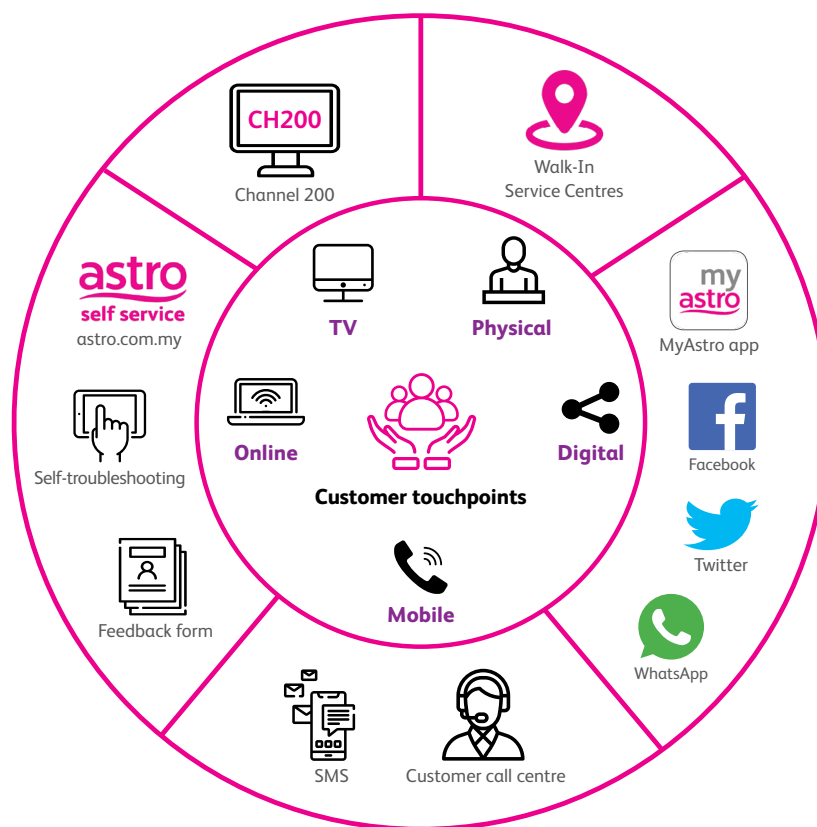 CH200
Channel 200
Walk-In
Service Centres
astro
self service
astro.com.my
TV
Physical
my
astro
MyAstro app
Self-troubleshooting
Online
Digital
Customer touchpoints
Facebook
Twitter
Feedback form
Mobile
WhatsApp
SMS
Customer call centre